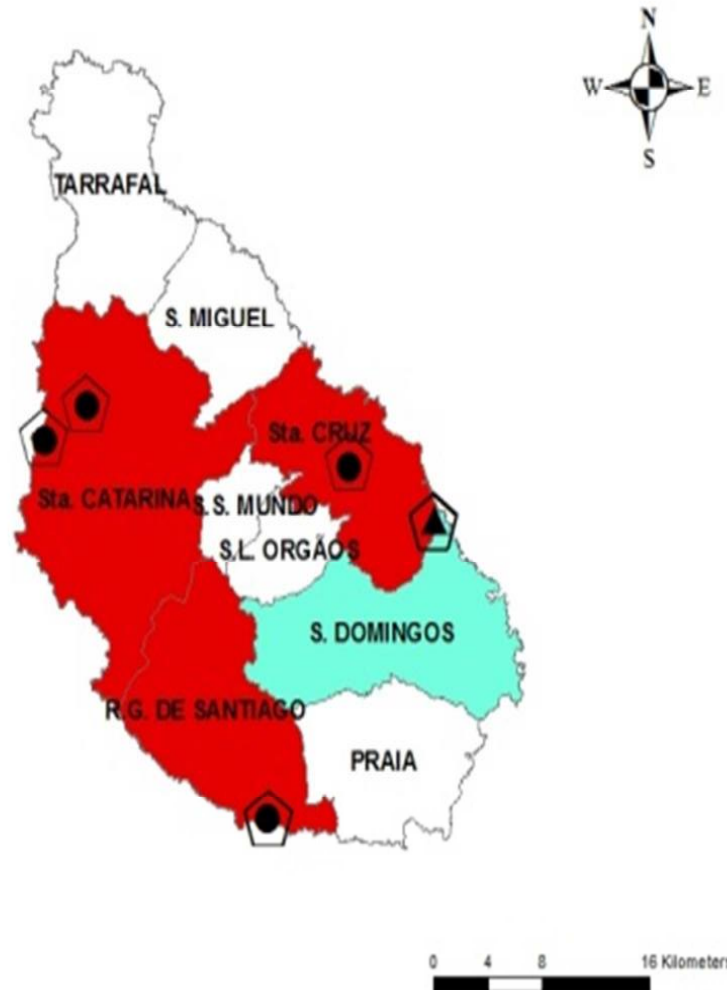 N
W E
S
TARRAFAL
S. MIGUEL
Sta. CRUZ
Sta. CATARINA
S.S. MUNDO
S.L. ORGÃOS
S. DOMINGOS
R.G. DE SANTIAGO
PRAIA
0 4 8 16 Kilometers